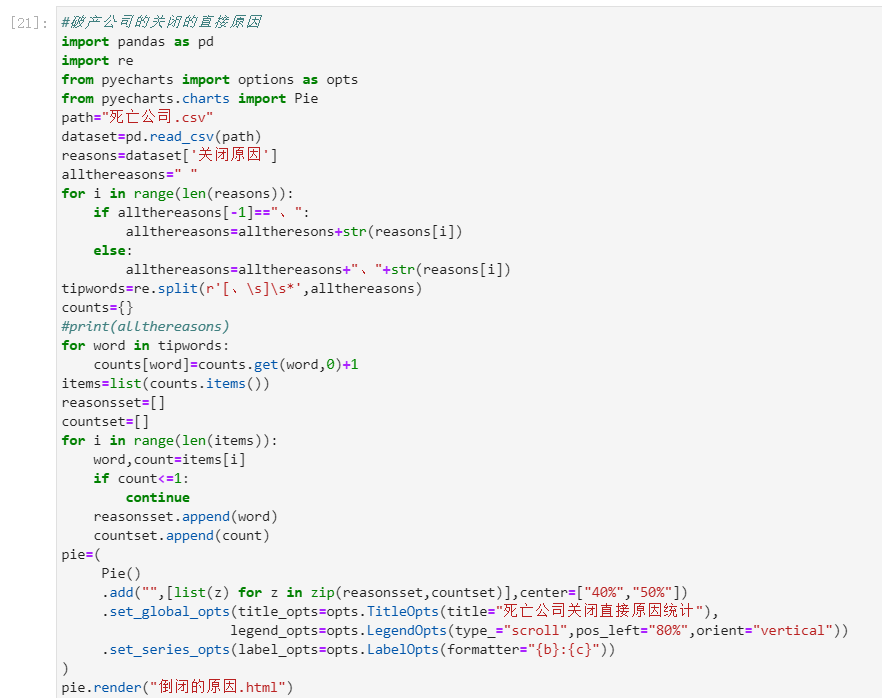 [21]: #破产公司的关闭的直接原因
import pandas as pd
import re
from pyecharts import options as opts
from pyecharts.charts import Pie
path="死亡公司.csv"
dataset=pd.read_csv(path)
reasons=dataset['关闭原因']
allthereasons=" "
for i in range(len(reasons)):
    if allthereasons[-1]=="、":
        allthereasons=alltheresons+str(reasons[i])
    else:
        allthereasons=allthereasons+"、"+str(reasons[i])
tipwords=re.split(r'[、\s]\s*',allthereasons)
counts={}
#print(allthereasons)
for word in tipwords:
    counts[word]=counts.get(word,0)+1
items=list(counts.items())
reasonsset=[]
countset=[]
for i in range(len(items)):
    word,count=items[i]
    if count<=1:
        continue
    reasonsset.append(word)
    countset.append(count)
pie=(
     Pie()
     .add("",[list(z) for z in zip(reasonsset,countset)],center=["40%","50%"])
     .set_global_opts(title_opts=opts.TitleOpts(title="死亡公司关闭直接原因统计"),
                     legend_opts=opts.LegendOpts(type_="scroll",pos_left="80%",orient="vertical"))
     .set_series_opts(label_opts=opts.LabelOpts(formatter="{b}:{c}"))
)
pie.render("倒闭的原因.html")